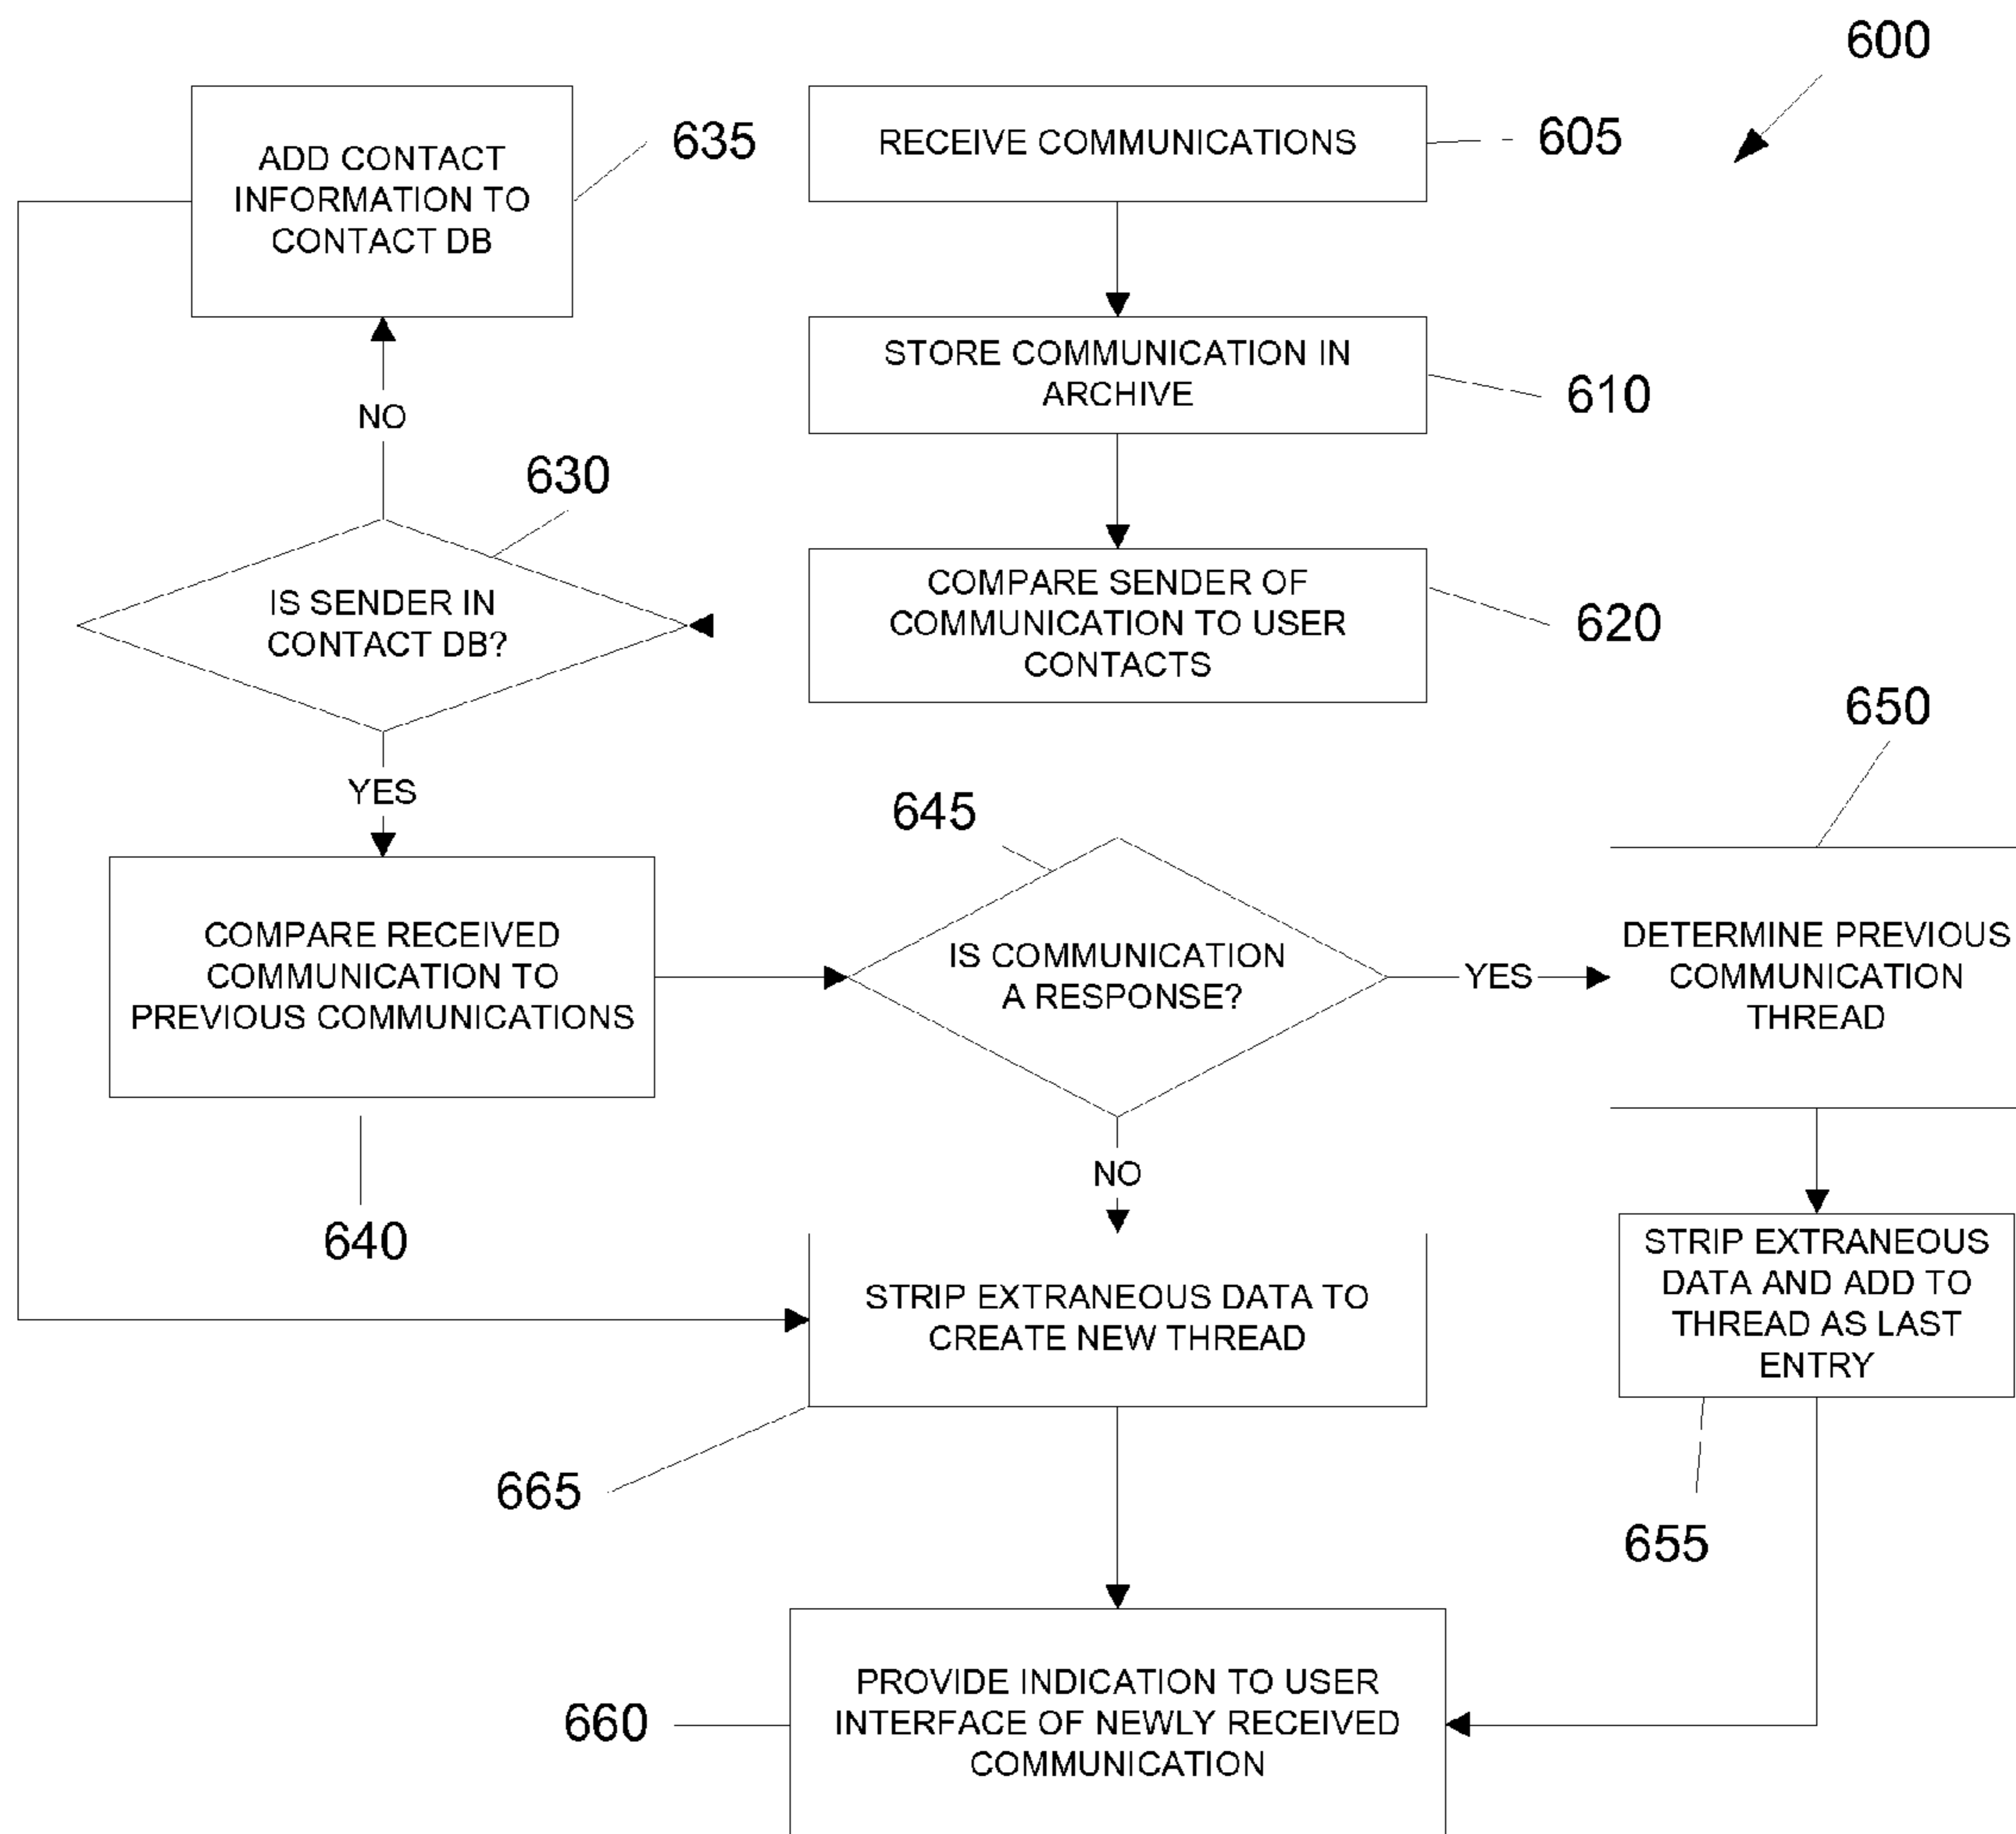 600
RECEIVE COMMUNICATIONS
605
STORE COMMUNICATION IN
ARCHIVE
610
COMPARE SENDER OF
COMMUNICATION TO USER
CONTACTS
620
630
IS SENDER IN
CONTACT DB?
NO
ADD CONTACT
INFORMATION TO
CONTACT DB
635
YES
COMPARE RECEIVED
COMMUNICATION TO
PREVIOUS COMMUNICATIONS
640
645
IS COMMUNICATION
A RESPONSE?
YES
650
DETERMINE PREVIOUS
COMMUNICATION
THREAD
STRIP EXTRANEOUS
DATA AND ADD TO
THREAD AS LAST
ENTRY
655
NO
STRIP EXTRANEOUS DATA TO
CREATE NEW THREAD
665
PROVIDE INDICATION TO USER
INTERFACE OF NEWLY RECEIVED
COMMUNICATION
660